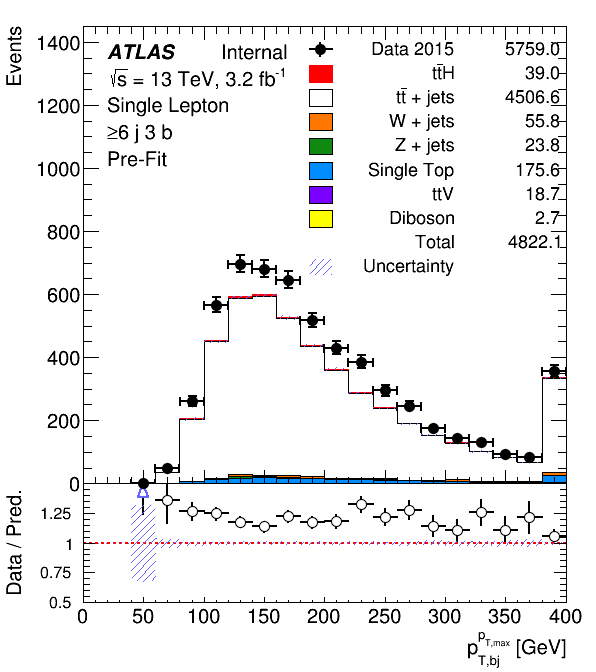 Events
1400
1200
1000
800
600
400
200
0
ATLAS Internal
√s = 13 TeV, 3.2 fb⁻¹
Single Lepton
≥6 j 3 b
Pre-Fit
Data 2015 5759.0
tt̄H 39.0
tt̄ + jets 4506.6
W + jets 55.8
Z + jets 23.8
Single Top 175.6
ttV 18.7
Diboson 2.7
Total 4822.1
Uncertainty
Data / Pred.
1.25
1
0.75
0.5
0 50 100 150 200 250 300 350 400
p_{T,bj}^{p_{T,max}} [GeV]